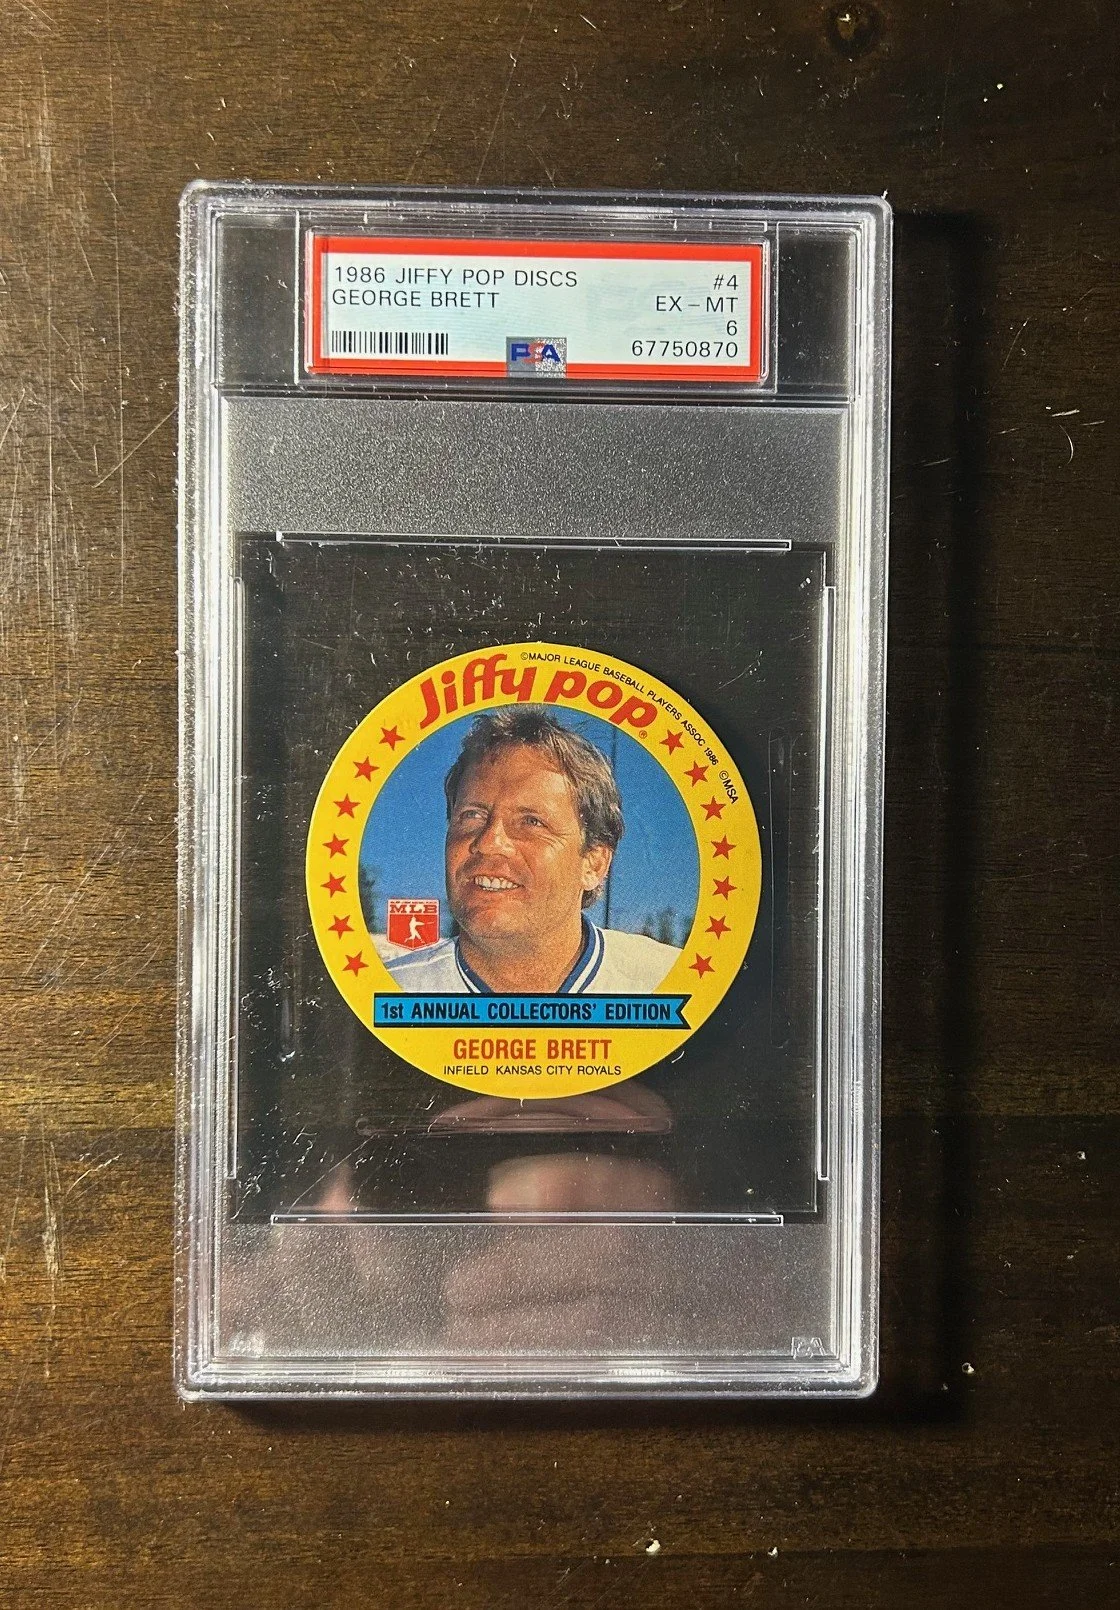 1986 JIFFY POP DISCS #4
GEORGE BRETT EX - MT
6
67750870
PSA
Jiffy pop®
©MAJOR LEAGUE BASEBALL PLAYERS ASSOC 1986 ©MSA
MLB
1st ANNUAL COLLECTORS' EDITION
GEORGE BRETT
INFIELD KANSAS CITY ROYALS